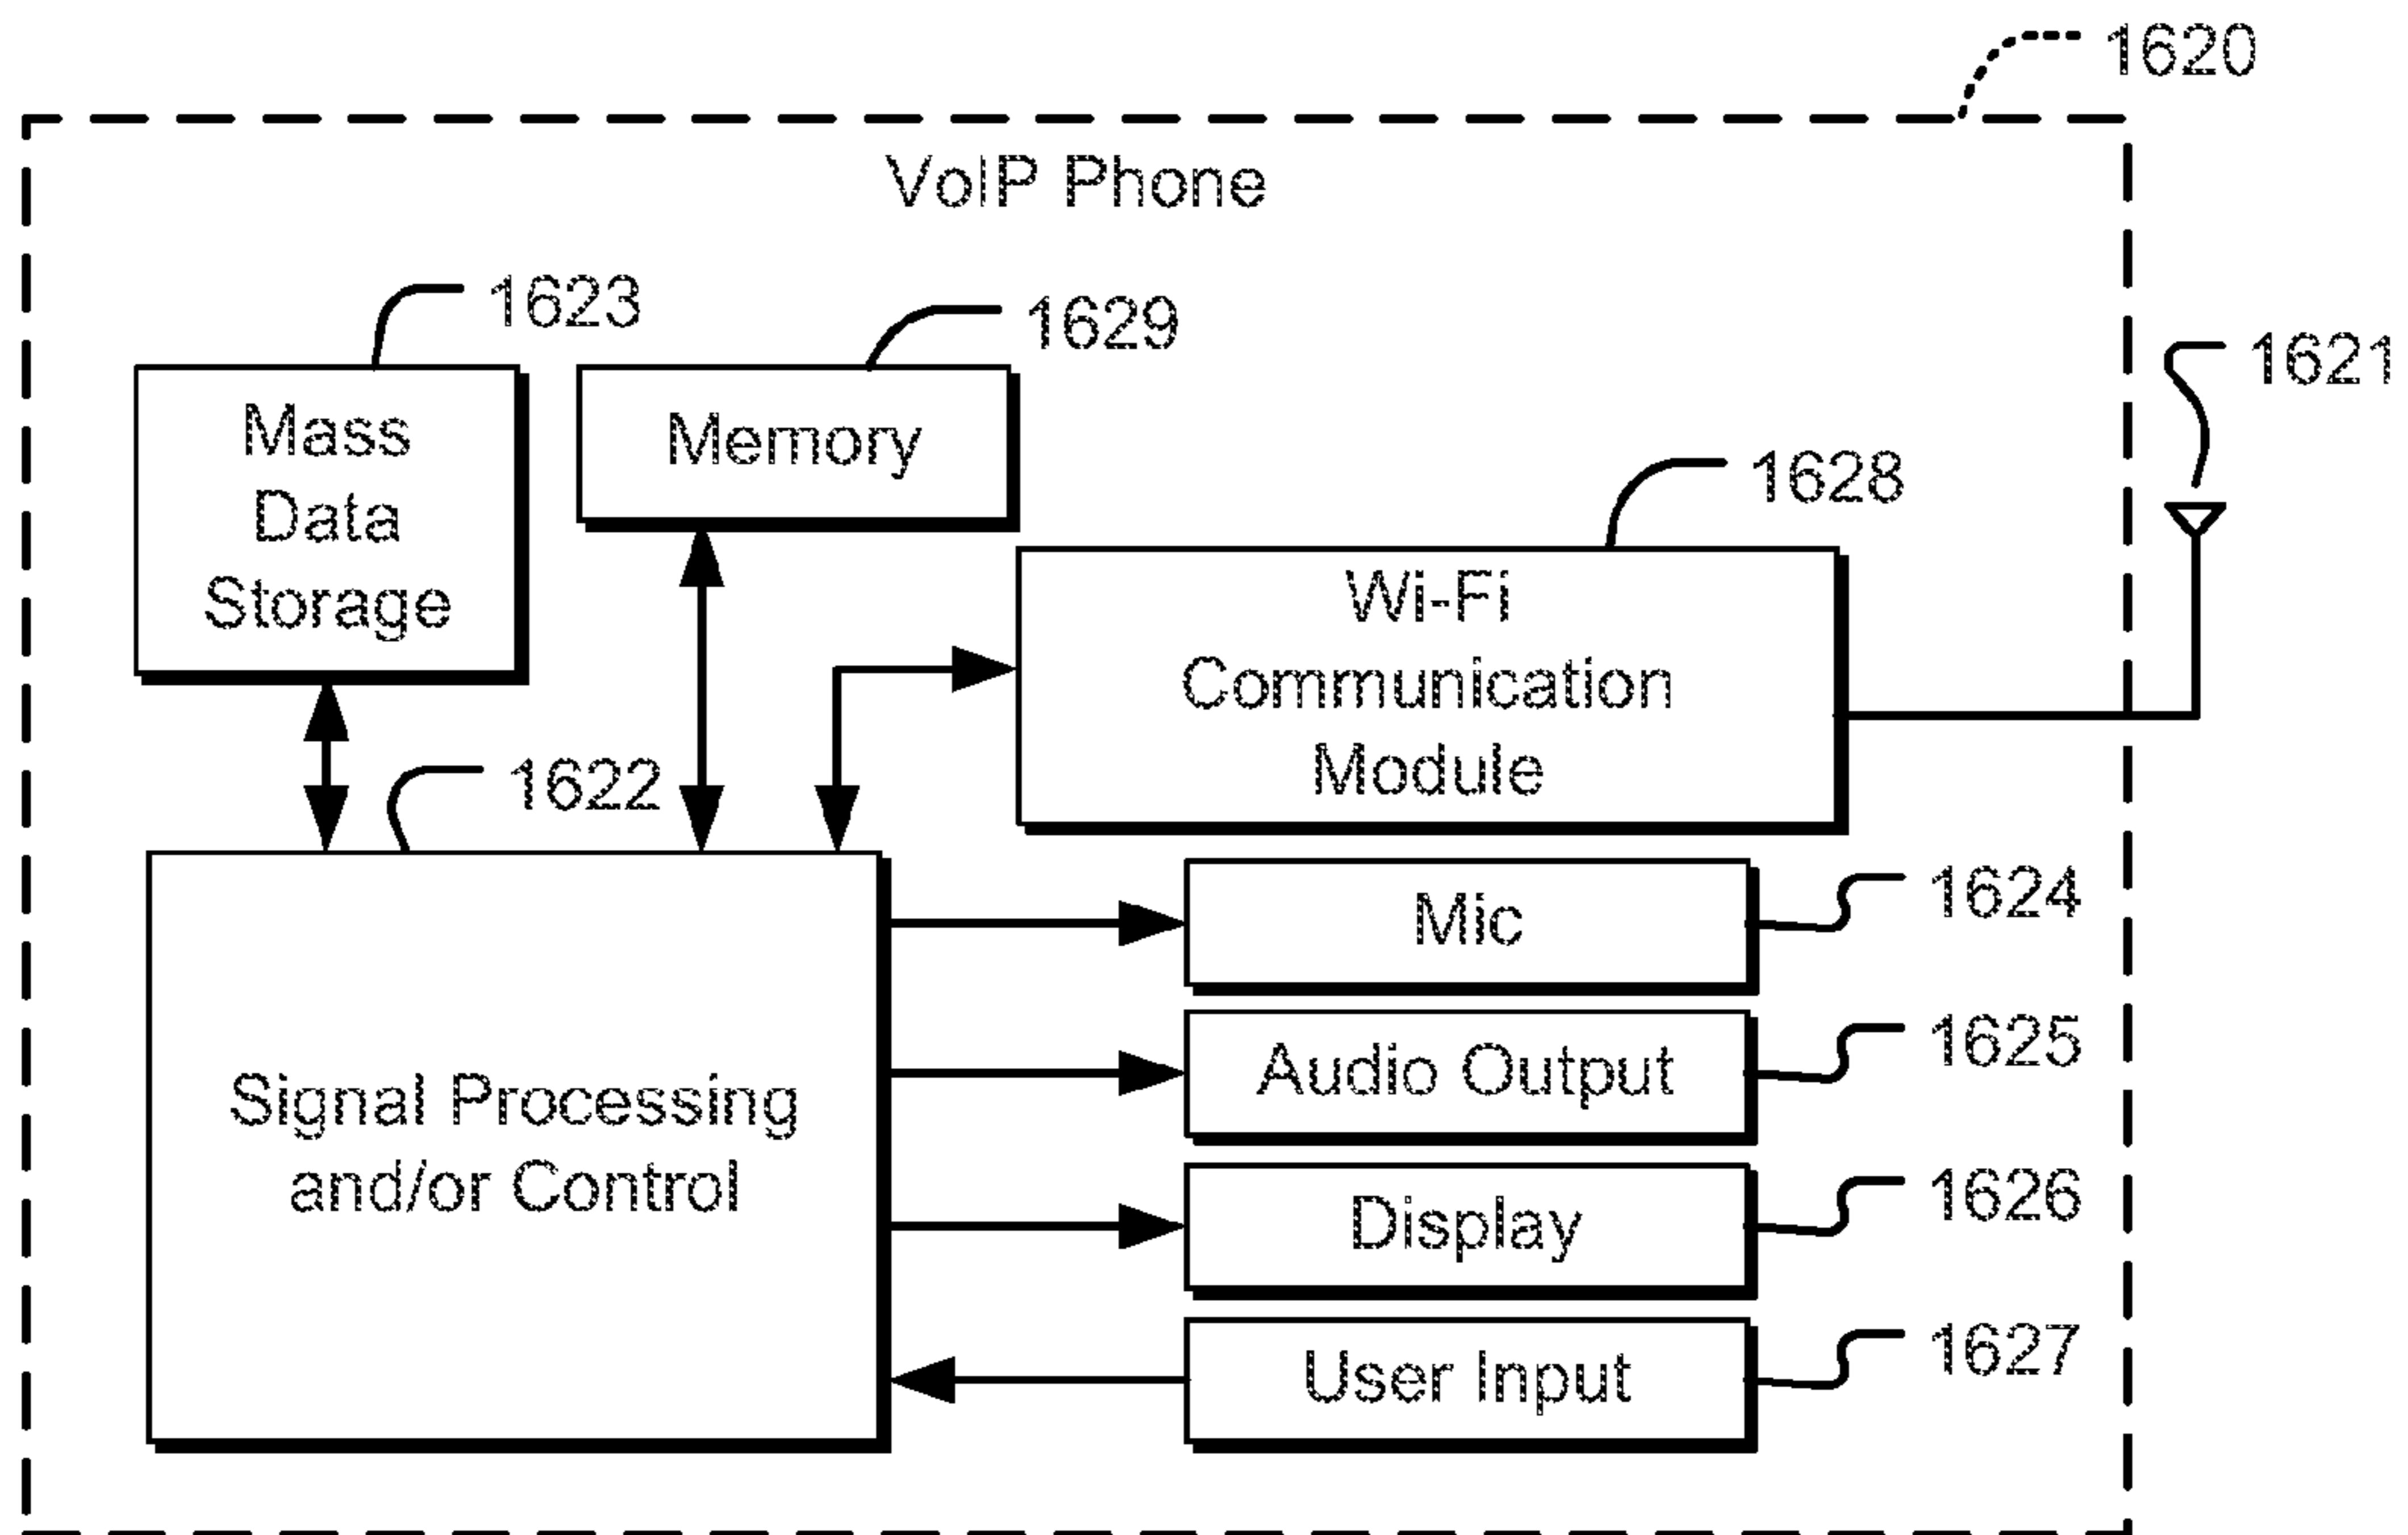 1620
VoIP Phone
1623
1629
1621
Mass
Data
Storage
Memory
1628
Wi-Fi
Communication
Module
1622
1624
Mic
1625
Audio Output
Signal Processing
and/or Control
1626
Display
1627
User Input